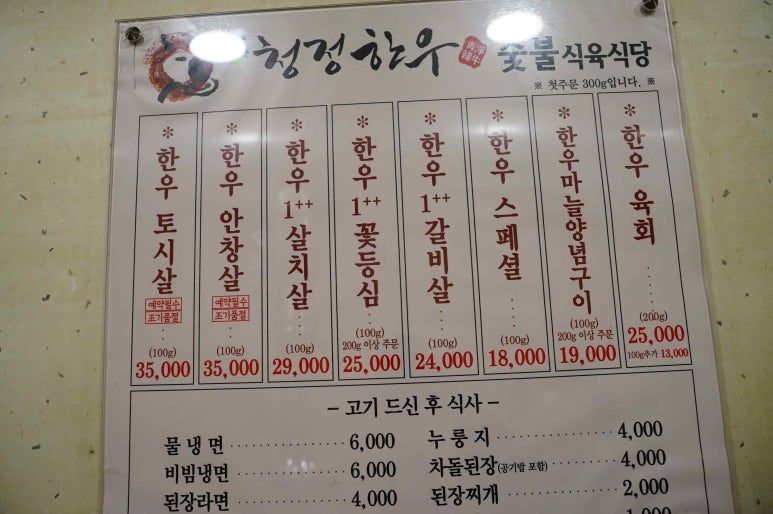 청정한우 靑淨韓牛 숯불식육식당
※ 첫주문 300g입니다. ※
* 한우 토시살 예약필수 조기품절 (100g) 35,000
* 한우 안창살 예약필수 조기품절 (100g) 35,000
* 한우 1++ 살치살 (100g) 29,000
* 한우 1++ 꽃등심 (100g) 200g 이상 주문 25,000
* 한우 1++ 갈비살 (100g) 24,000
* 한우 스페셜 (100g) 18,000
* 한우마늘양념구이 (100g) 200g 이상 주문 19,000
* 한우 육회 (200g) 25,000 100g추가 13,000
– 고기 드신 후 식사 –
물냉면 6,000
비빔냉면 6,000
된장라면 4,000
누룽지 4,000
차돌된장(공기밥 포함) 4,000
된장찌개 2,000